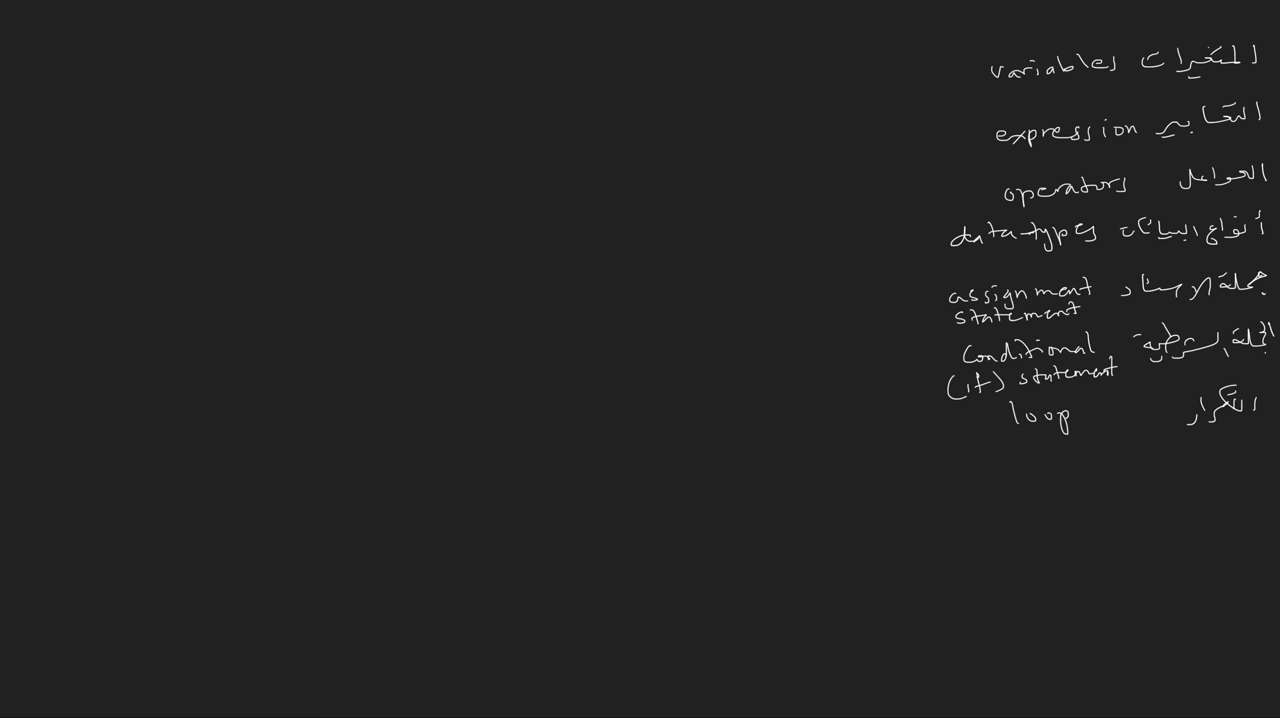 المتغيرات variables
التعابير expression
العوامل operators
أنواع البيانات data types
جملة الاسناد assignment
statement
الجملة الشرطية conditional
(if) statement
التكرار loop